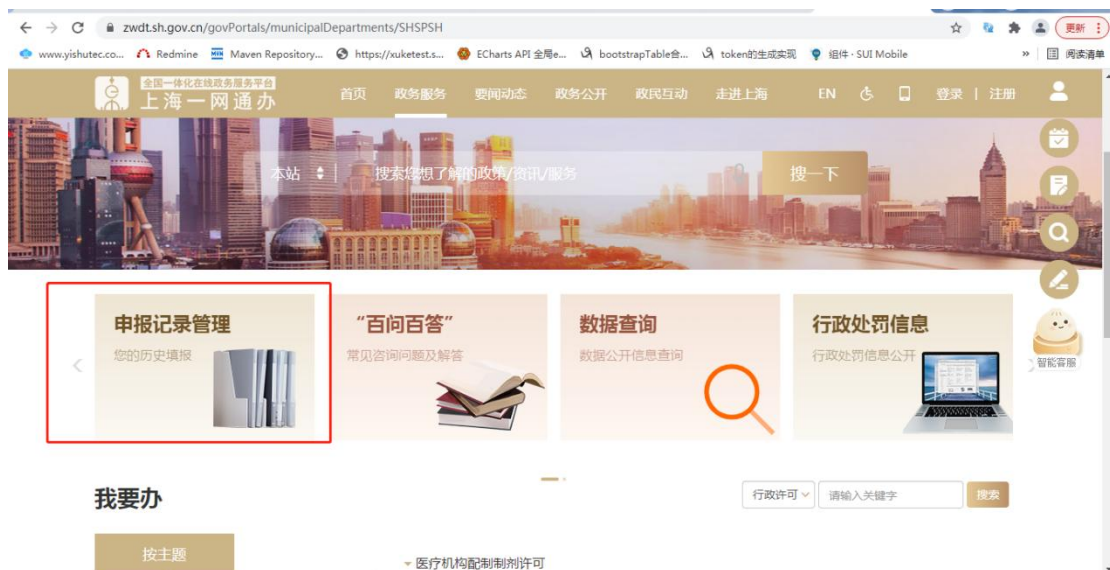 zwdt.sh.gov.cn/govPortals/municipalDepartments/SHSPSH
更新
www.yishutec.co... Redmine Maven Repository... https://xuketest.s... ECharts API 全局e... bootstrapTable合... token的生成实现 组件 · SUI Mobile » 阅读清单
全国一体化在线政务服务平台
上海一网通办
首页 政务服务 要闻动态 政务公开 政民互动 走进上海 EN 登录 | 注册
本站 搜索您想了解的政策/资讯/服务 搜一下
申报记录管理
您的历史填报
“百问百答”
常见咨询问题及解答
数据查询
数据公开信息查询
行政处罚信息
行政处罚信息公开
智能客服
我要办
行政许可 请输入关键字 搜索
按主题
医疗机构配制制剂许可